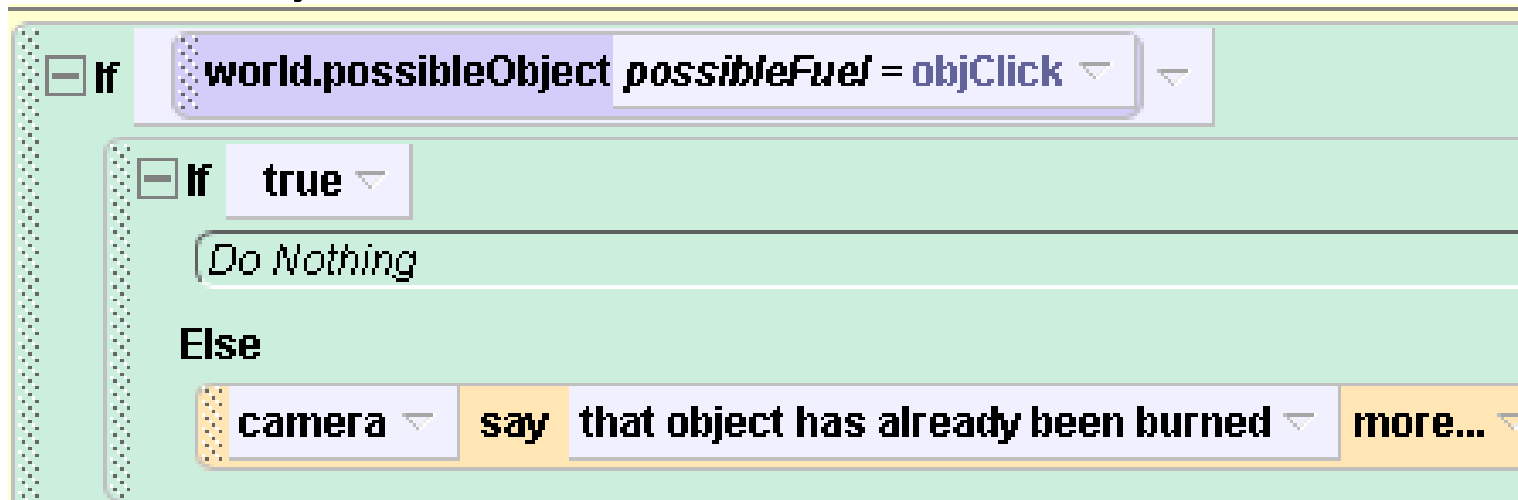 If world.possibleObject possibleFuel = objClick
If true
Do Nothing
Else
camera say that object has already been burned more...